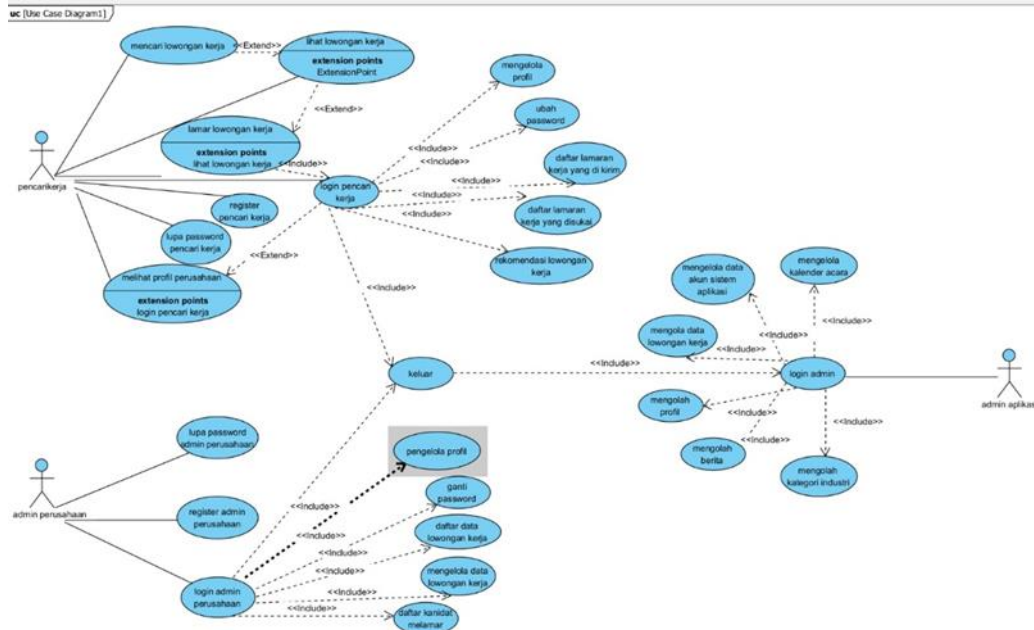 uc [Use Case Diagram1]
mencari lowongan kerja
<<Extend>>
lihat lowongan kerja
extension points
ExtensionPoint
<<Extend>>
lamar lowongan kerja
extension points
lihat lowongan kerja
<<Include>>
pencarikerja
login pencari
kerja
register
pencari kerja
lupa password
pencari kerja
<<Extend>>
melihat profil perusahaan
extension points
login pencari kerja
<<Include>>
mengelola
profil
<<Include>>
ubah
password
<<Include>>
daftar lamaran
kerja yang di kirim
<<Include>>
daftar lamaran
kerja yang disukai
<<Include>>
rekomendasi lowongan
kerja
<<Include>>
keluar
<<Include>>
mengelola data
akun sistem
aplikasi
<<Include>>
mengelola
kalender acara
<<Include>>
mengola data
lowongan kerja
<<Include>>
login admin
admin aplikasi
mengolah
profil
<<Include>>
mengolah
berita
<<Include>>
mengolah
kategori industri
<<Include>>
lupa password
admin perusahaan
admin perusahaan
register admin
perusahaan
login admin
perusahaan
<<Include>>
pengelola profil
<<Include>>
ganti
password
<<Include>>
daftar data
lowongan kerja
<<Include>>
mengelola data
lowongan kerja
<<Include>>
daftar kanidat
melamar
<<Include>>